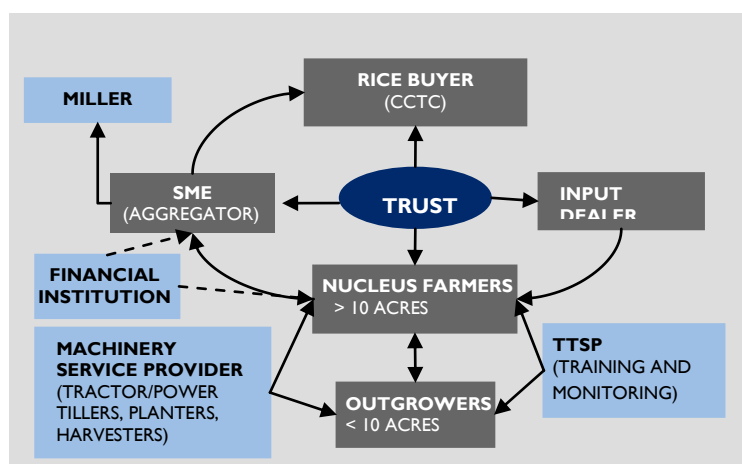 RICE BUYER
(CCTC)
MILLER
SME
(AGGREGATOR)
TRUST
INPUT
DEALER
FINANCIAL
INSTITUTION
NUCLEUS FARMERS
> 10 ACRES
MACHINERY
SERVICE PROVIDER
(TRACTOR/POWER
TILLERS, PLANTERS,
HARVESTERS)
TTSP
(TRAINING AND
MONITORING)
OUTGROWERS
< 10 ACRES